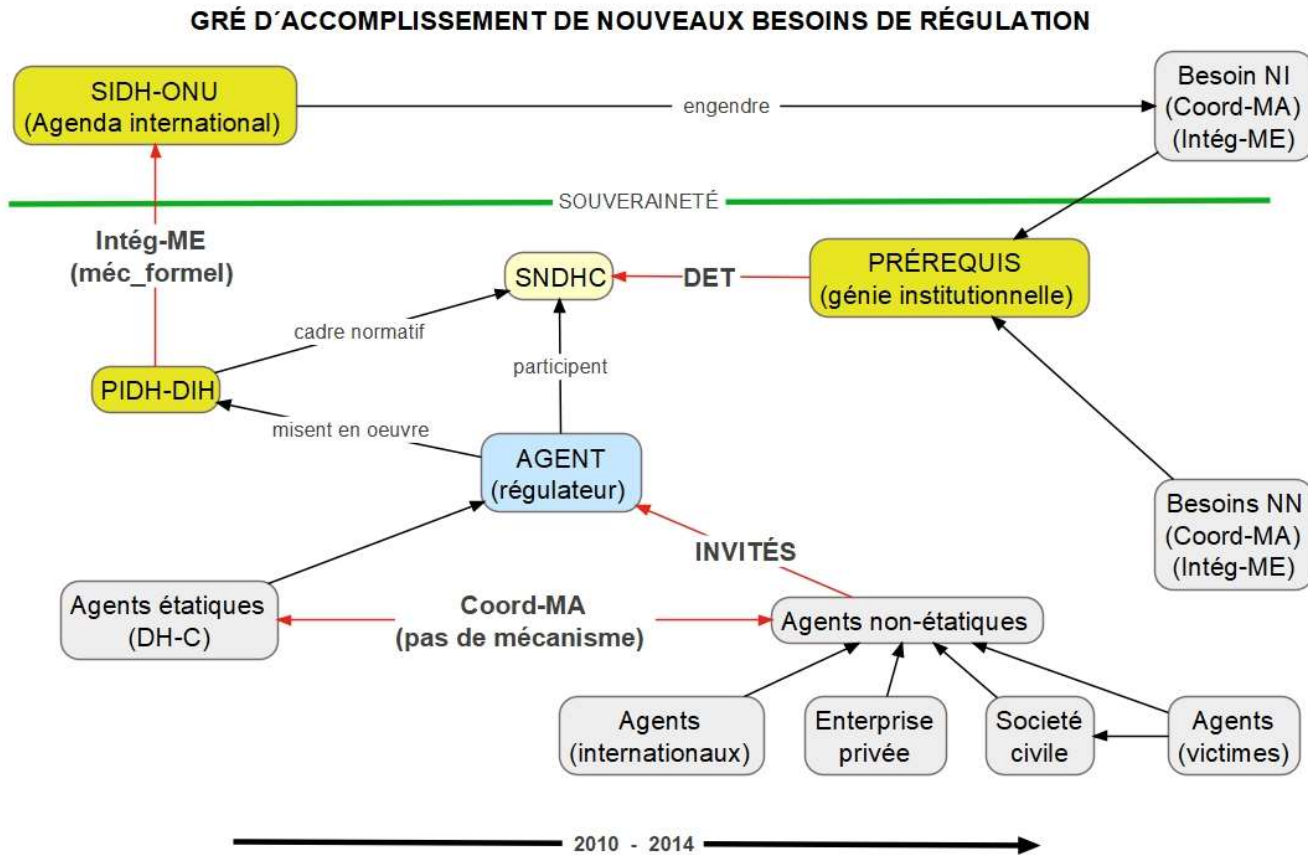 GRÉ D´ACCOMPLISSEMENT DE NOUVEAUX BESOINS DE RÉGULATION
SIDH-ONU
(Agenda international)
engendre
Besoin NI
(Coord-MA)
(Intég-ME)
SOUVERAINETÉ
Intég-ME
(méc_formel)
SNDHC
DET
PRÉREQUIS
(génie institutionnelle)
cadre normatif
participent
PIDH-DIH
misent en oeuvre
AGENT
(régulateur)
Besoins NN
(Coord-MA)
(Intég-ME)
INVITÉS
Agents étatiques
(DH-C)
Coord-MA
(pas de mécanisme)
Agents non-étatiques
Agents
(internationaux)
Enterprise
privée
Societé
civile
Agents
(victimes)
2010 - 2014